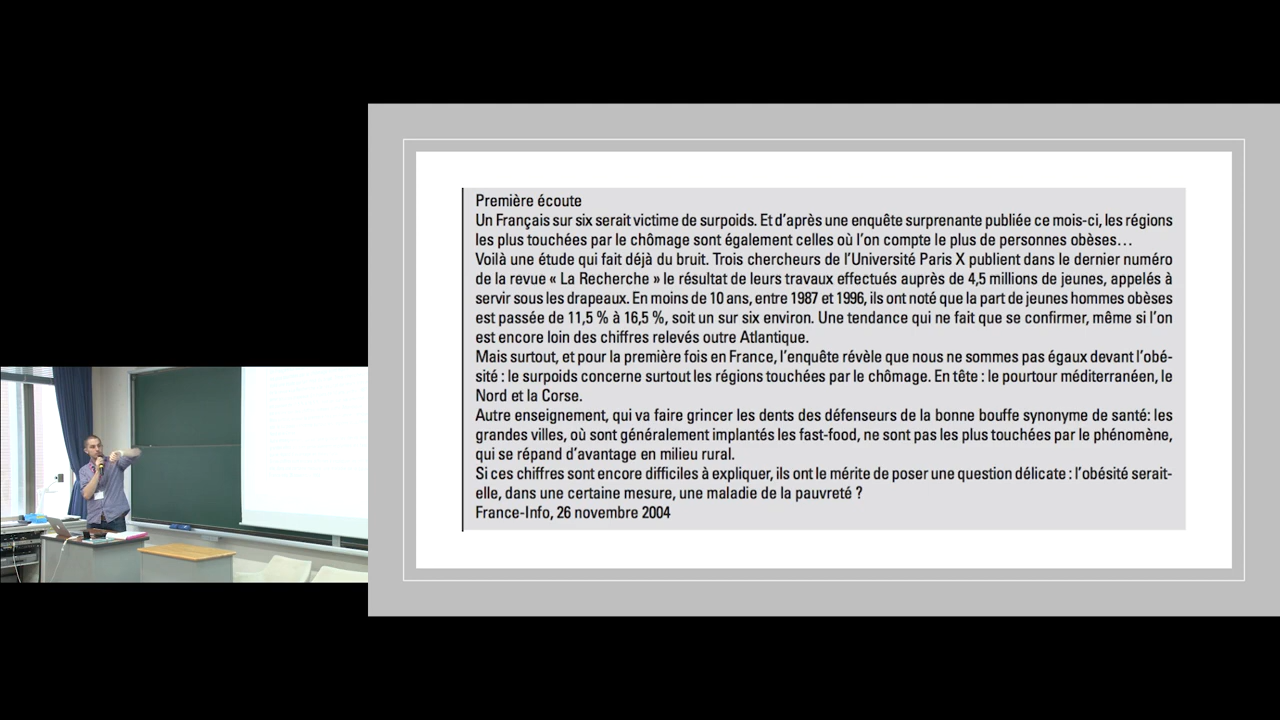 Première écoute
Un Français sur six serait victime de surpoids. Et d'après une enquête surprenante publiée ce mois-ci, les régions
les plus touchées par le chômage sont également celles où l'on compte le plus de personnes obèses…
Voilà une étude qui fait déjà du bruit. Trois chercheurs de l'Université Paris X publient dans le dernier numéro
de la revue « La Recherche » le résultat de leurs travaux effectués auprès de 4,5 millions de jeunes, appelés à
servir sous les drapeaux. En moins de 10 ans, entre 1987 et 1996, ils ont noté que la part de jeunes hommes obèses
est passée de 11,5 % à 16,5 %, soit un sur six environ. Une tendance qui ne fait que se confirmer, même si l'on
est encore loin des chiffres relevés outre Atlantique.
Mais surtout, et pour la première fois en France, l'enquête révèle que nous ne sommes pas égaux devant l'obé-
sité : le surpoids concerne surtout les régions touchées par le chômage. En tête : le pourtour méditerranéen, le
Nord et la Corse.
Autre enseignement, qui va faire grincer les dents des défenseurs de la bonne bouffe synonyme de santé: les
grandes villes, où sont généralement implantés les fast-food, ne sont pas les plus touchées par le phénomène,
qui se répand d'avantage en milieu rural.
Si ces chiffres sont encore difficiles à expliquer, ils ont le mérite de poser une question délicate : l'obésité serait-
elle, dans une certaine mesure, une maladie de la pauvreté ?
France-Info, 26 novembre 2004